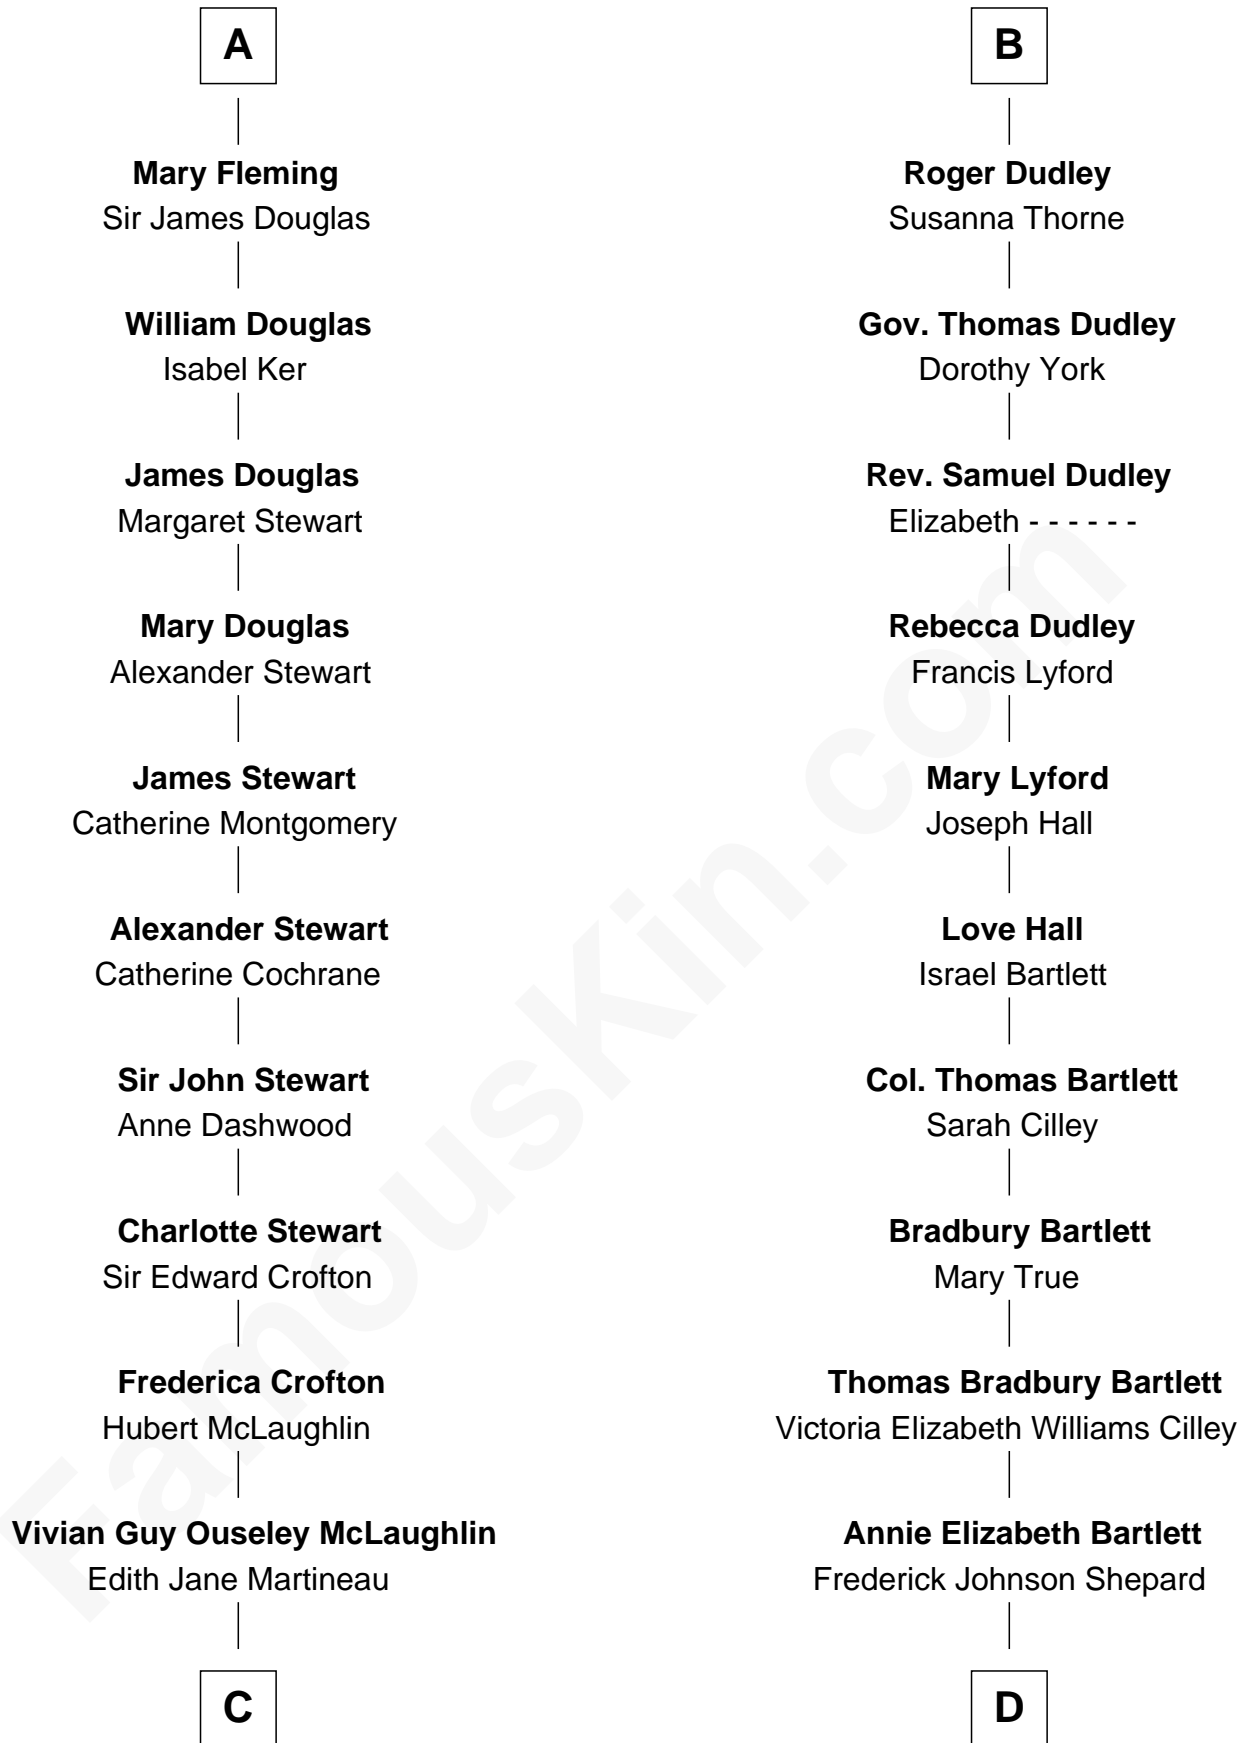 A
Mary Fleming
Sir James Douglas
William Douglas
Isabel Ker
James Douglas
Margaret Stewart
Mary Douglas
Alexander Stewart
James Stewart
Catherine Montgomery
Alexander Stewart
Catherine Cochrane
Sir John Stewart
Anne Dashwood
Charlotte Stewart
Sir Edward Crofton
Frederica Crofton
Hubert McLaughlin
Vivian Guy Ouseley McLaughlin
Edith Jane Martineau
C
B
Roger Dudley
Susanna Thorne
Gov. Thomas Dudley
Dorothy York
Rev. Samuel Dudley
Elizabeth - - - - - -
Rebecca Dudley
Francis Lyford
Mary Lyford
Joseph Hall
Love Hall
Israel Bartlett
Col. Thomas Bartlett
Sarah Cilley
Bradbury Bartlett
Mary True
Thomas Bradbury Bartlett
Victoria Elizabeth Williams Cilley
Annie Elizabeth Bartlett
Frederick Johnson Shepard
D
FamousKin.com